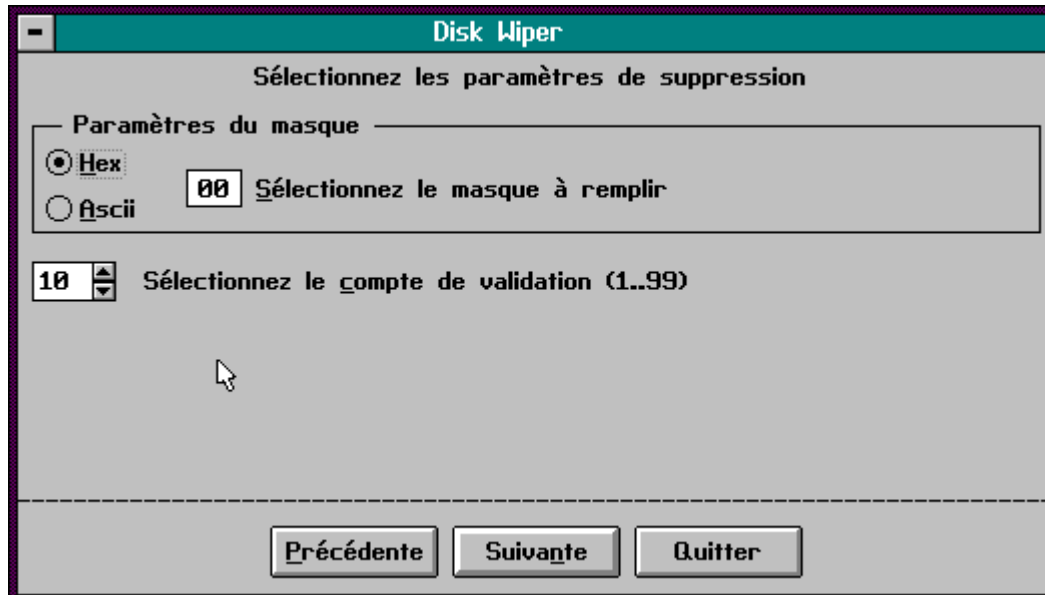 Disk Wiper
Sélectionnez les paramètres de suppression
Paramètres du masque
Hex
00 Sélectionnez le masque à remplir
Ascii
10 Sélectionnez le compte de validation (1..99)
Précédente Suivante Quitter